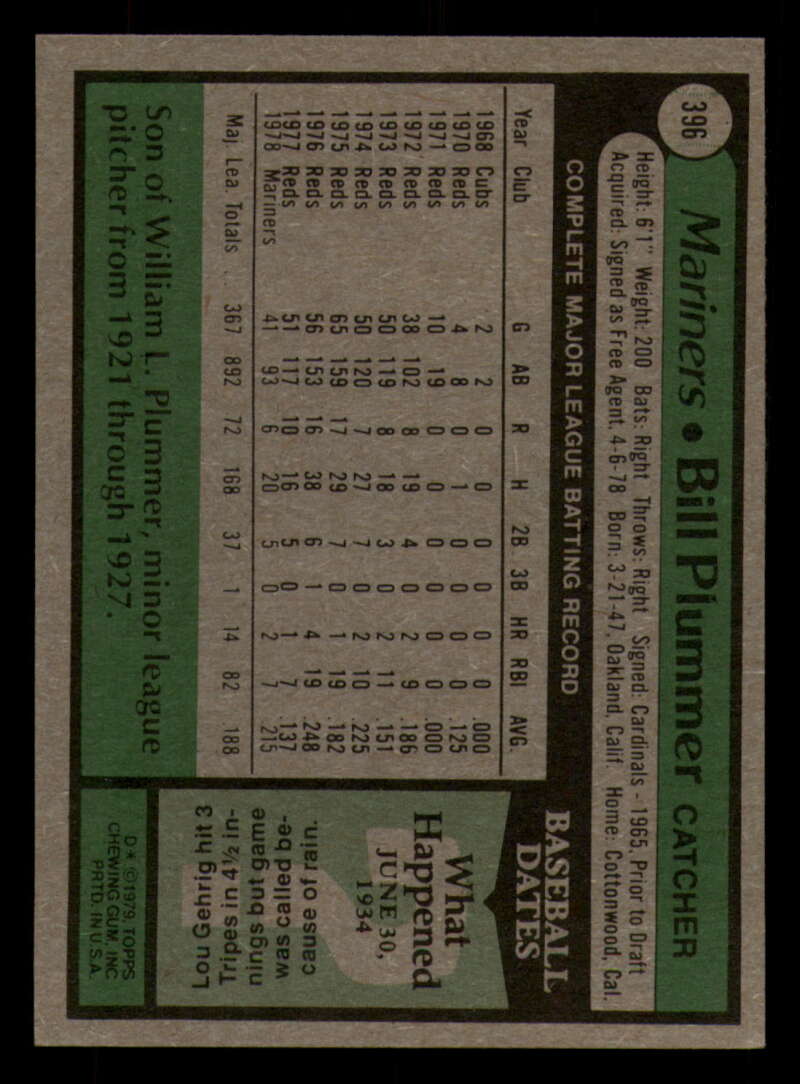 396
Mariners • Bill Plummer CATCHER
Height: 6'1" Weight: 200 Bats: Right Throws: Right Signed: Cardinals - 1965, Prior to Draft
Acquired: Signed as Free Agent, 4-6-78 Born: 3-21-47, Oakland, Calif. Home: Cottonwood, Cal.
COMPLETE MAJOR LEAGUE BATTING RECORD
Year Club G AB R H 2B 3B HR RBI AVG.
1968 Cubs 2 2 0 0 0 0 0 0 .000
1970 Reds 4 8 0 1 0 0 0 0 .125
1971 Reds 10 19 0 0 0 0 0 0 .000
1972 Reds 38 102 8 19 4 0 2 9 .186
1973 Reds 50 119 8 18 3 0 2 11 .151
1974 Reds 50 120 7 27 7 0 2 10 .225
1975 Reds 65 159 17 29 7 0 1 19 .182
1976 Reds 56 153 16 38 6 1 4 19 .248
1977 Reds 51 117 10 16 5 0 1 7 .137
1978 Mariners 41 93 6 20 5 0 2 7 .215
Maj. Lea. Totals ... 367 892 72 168 37 1 14 82 .188
Son of William L. Plummer, minor league
pitcher from 1921 through 1927.
BASEBALL
DATES
What
Happened
JUNE 30,
1934
Lou Gehrig hit 3
Tripes in 4½ in-
nings but game
was called be-
cause of rain.
D* ©1979, TOPPS
CHEWING GUM, INC.
PRTD. IN U.S.A.